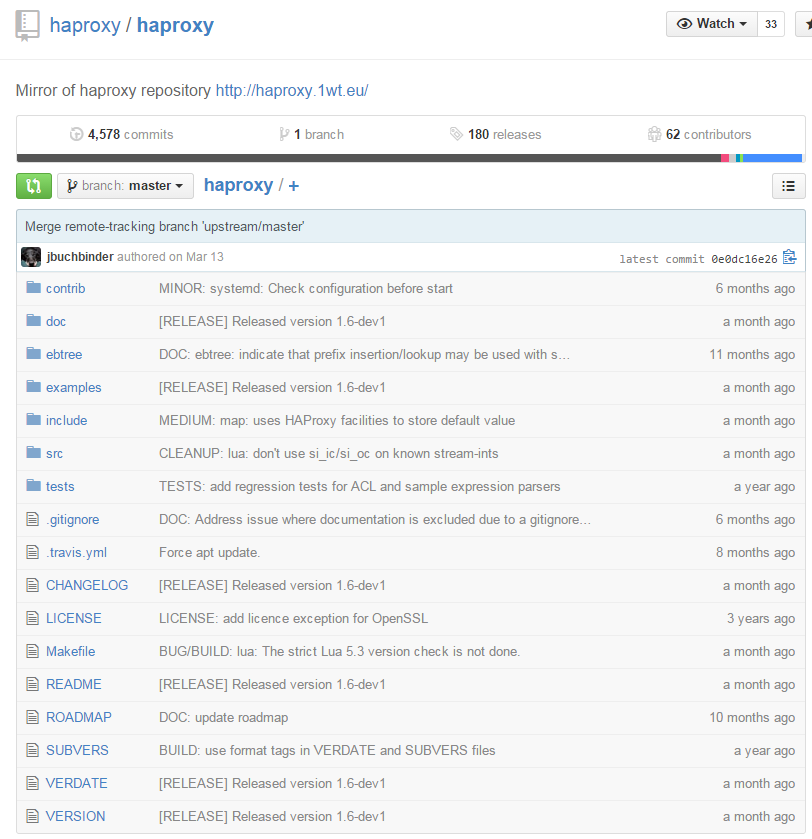 haproxy / haproxy
Watch 33
Mirror of haproxy repository http://haproxy.1wt.eu/
4,578 commits 1 branch 180 releases 62 contributors
branch: master haproxy / +
Merge remote-tracking branch 'upstream/master'
jbuchbinder authored on Mar 13 latest commit 0e0dc16e26
contrib MINOR: systemd: Check configuration before start 6 months ago
doc [RELEASE] Released version 1.6-dev1 a month ago
ebtree DOC: ebtree: indicate that prefix insertion/lookup may be used with s… 11 months ago
examples [RELEASE] Released version 1.6-dev1 a month ago
include MEDIUM: map: uses HAProxy facilities to store default value a month ago
src CLEANUP: lua: don't use si_ic/si_oc on known stream-ints a month ago
tests TESTS: add regression tests for ACL and sample expression parsers a year ago
.gitignore DOC: Address issue where documentation is excluded due to a gitignore… 6 months ago
.travis.yml Force apt update. 8 months ago
CHANGELOG [RELEASE] Released version 1.6-dev1 a month ago
LICENSE LICENSE: add licence exception for OpenSSL 3 years ago
Makefile BUG/BUILD: lua: The strict Lua 5.3 version check is not done. a month ago
README [RELEASE] Released version 1.6-dev1 a month ago
ROADMAP DOC: update roadmap 10 months ago
SUBVERS BUILD: use format tags in VERDATE and SUBVERS files a year ago
VERDATE [RELEASE] Released version 1.6-dev1 a month ago
VERSION [RELEASE] Released version 1.6-dev1 a month ago